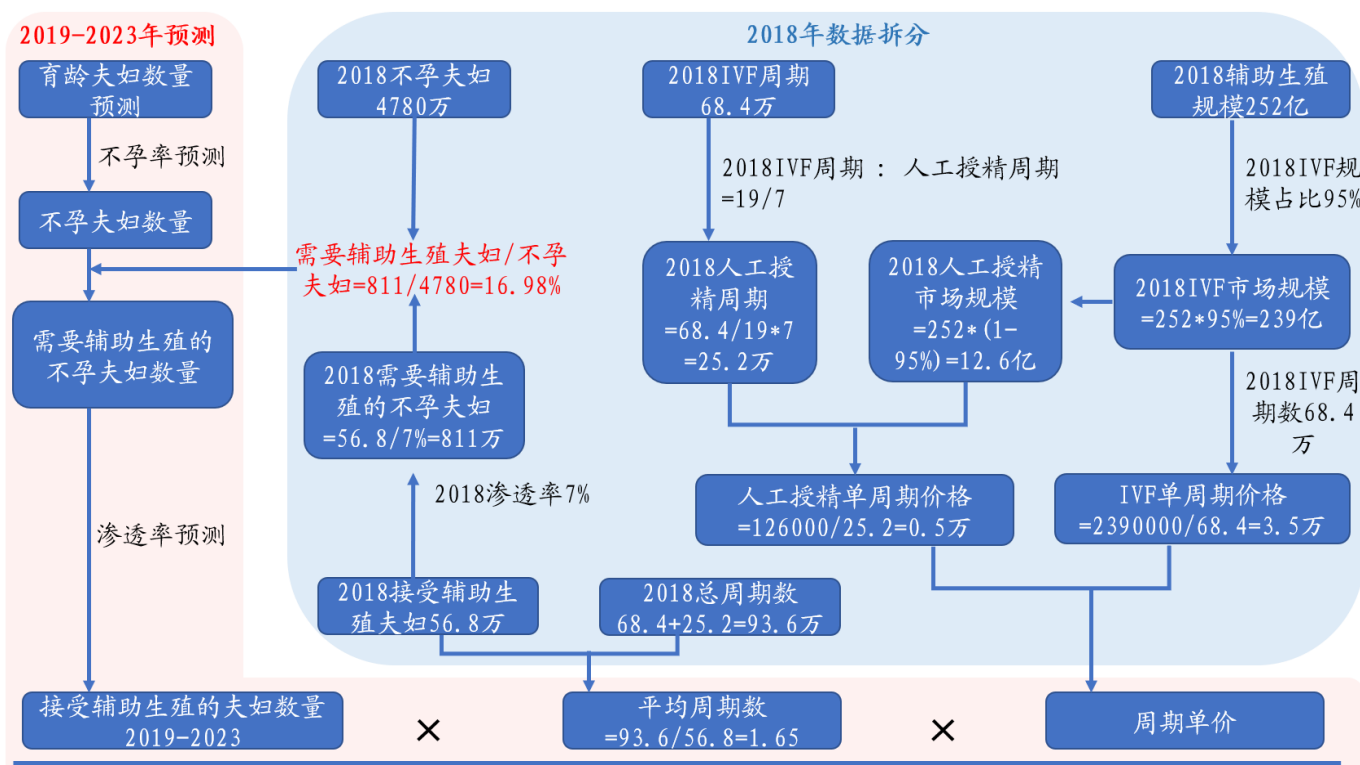 2019-2023年预测
育龄夫妇数量
预测
不孕率预测
不孕夫妇数量
需要辅助生殖的
不孕夫妇数量
渗透率预测
接受辅助生殖的夫妇数量
2019-2023
2018年数据拆分
2018不孕夫妇
4780万
需要辅助生殖夫妇/不孕
夫妇=811/4780=16.98%
2018需要辅助生
殖的不孕夫妇
=56.8/7%=811万
2018渗透率7%
2018接受辅助生
殖夫妇56.8万
2018IVF周期
68.4万
2018IVF周期 : 人工授精周期
=19/7
2018人工授
精周期
=68.4/19*7
=25.2万
2018人工授精
市场规模
=252*(1-
95%)=12.6亿
2018辅助生殖
规模252亿
2018IVF规
模占比95%
2018IVF市场规模
=252*95%=239亿
2018IVF周
期数68.4
万
人工授精单周期价格
=126000/25.2=0.5万
IVF单周期价格
=2390000/68.4=3.5万
2018总周期数
68.4+25.2=93.6万
×
平均周期数
=93.6/56.8=1.65
×
周期单价